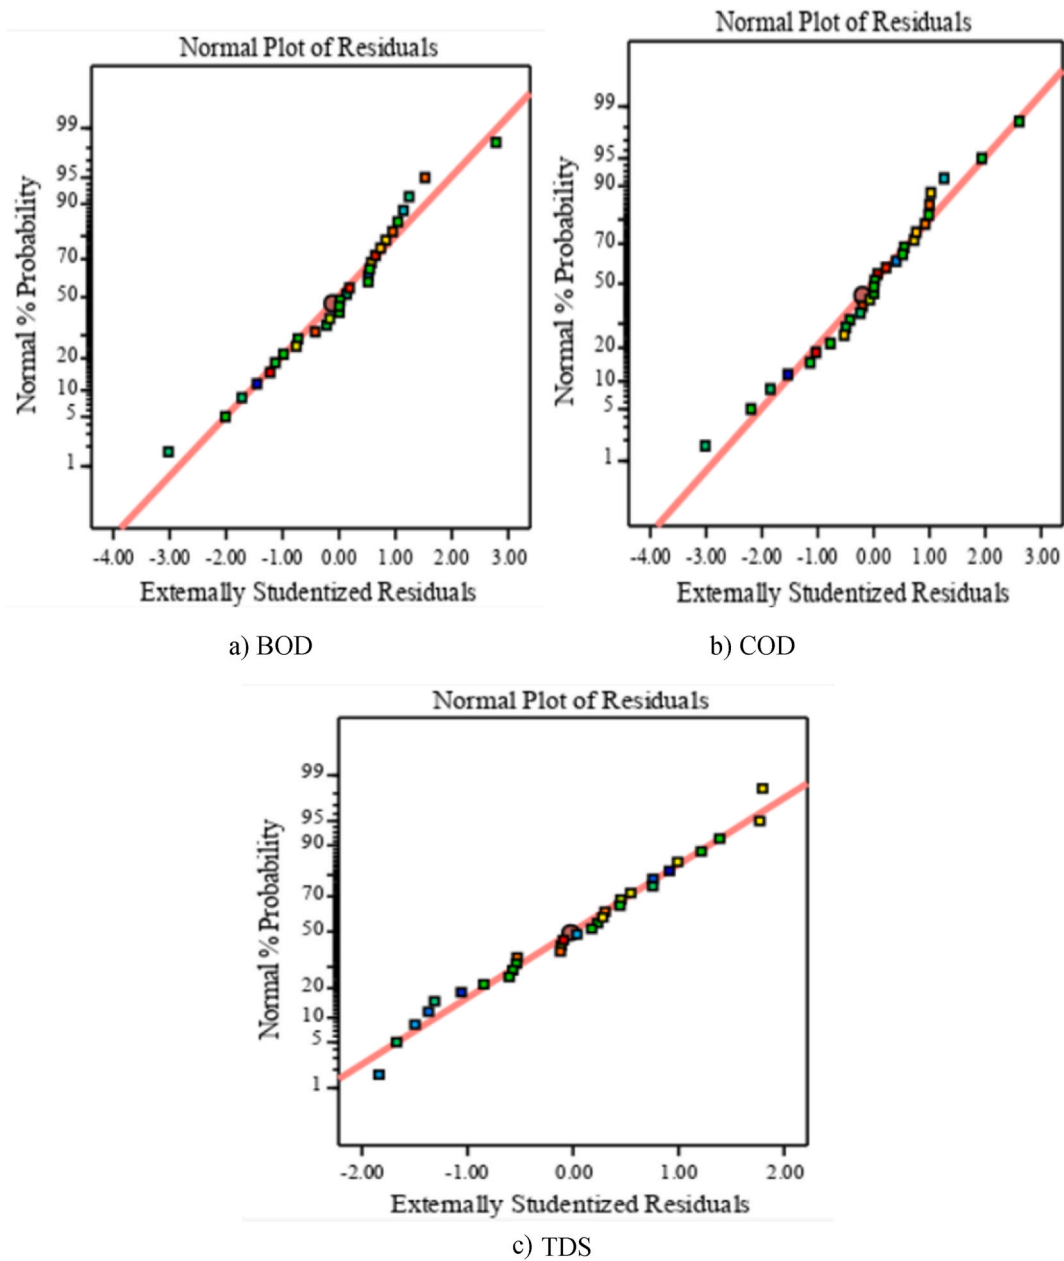 Normal Plot of Residuals
Normal % Probability
99
95
90
70
50
20
10
5
1
-4.00 -3.00 -2.00 -1.00 0.00 1.00 2.00 3.00
Externally Studentized Residuals
a) BOD
Normal Plot of Residuals
Normal % Probability
99
95
90
70
50
20
10
5
1
-4.00 -3.00 -2.00 -1.00 0.00 1.00 2.00 3.00
Externally Studentized Residuals
b) COD
Normal Plot of Residuals
Normal % Probability
99
95
90
70
50
20
10
5
1
-2.00 -1.00 0.00 1.00 2.00
Externally Studentized Residuals
c) TDS